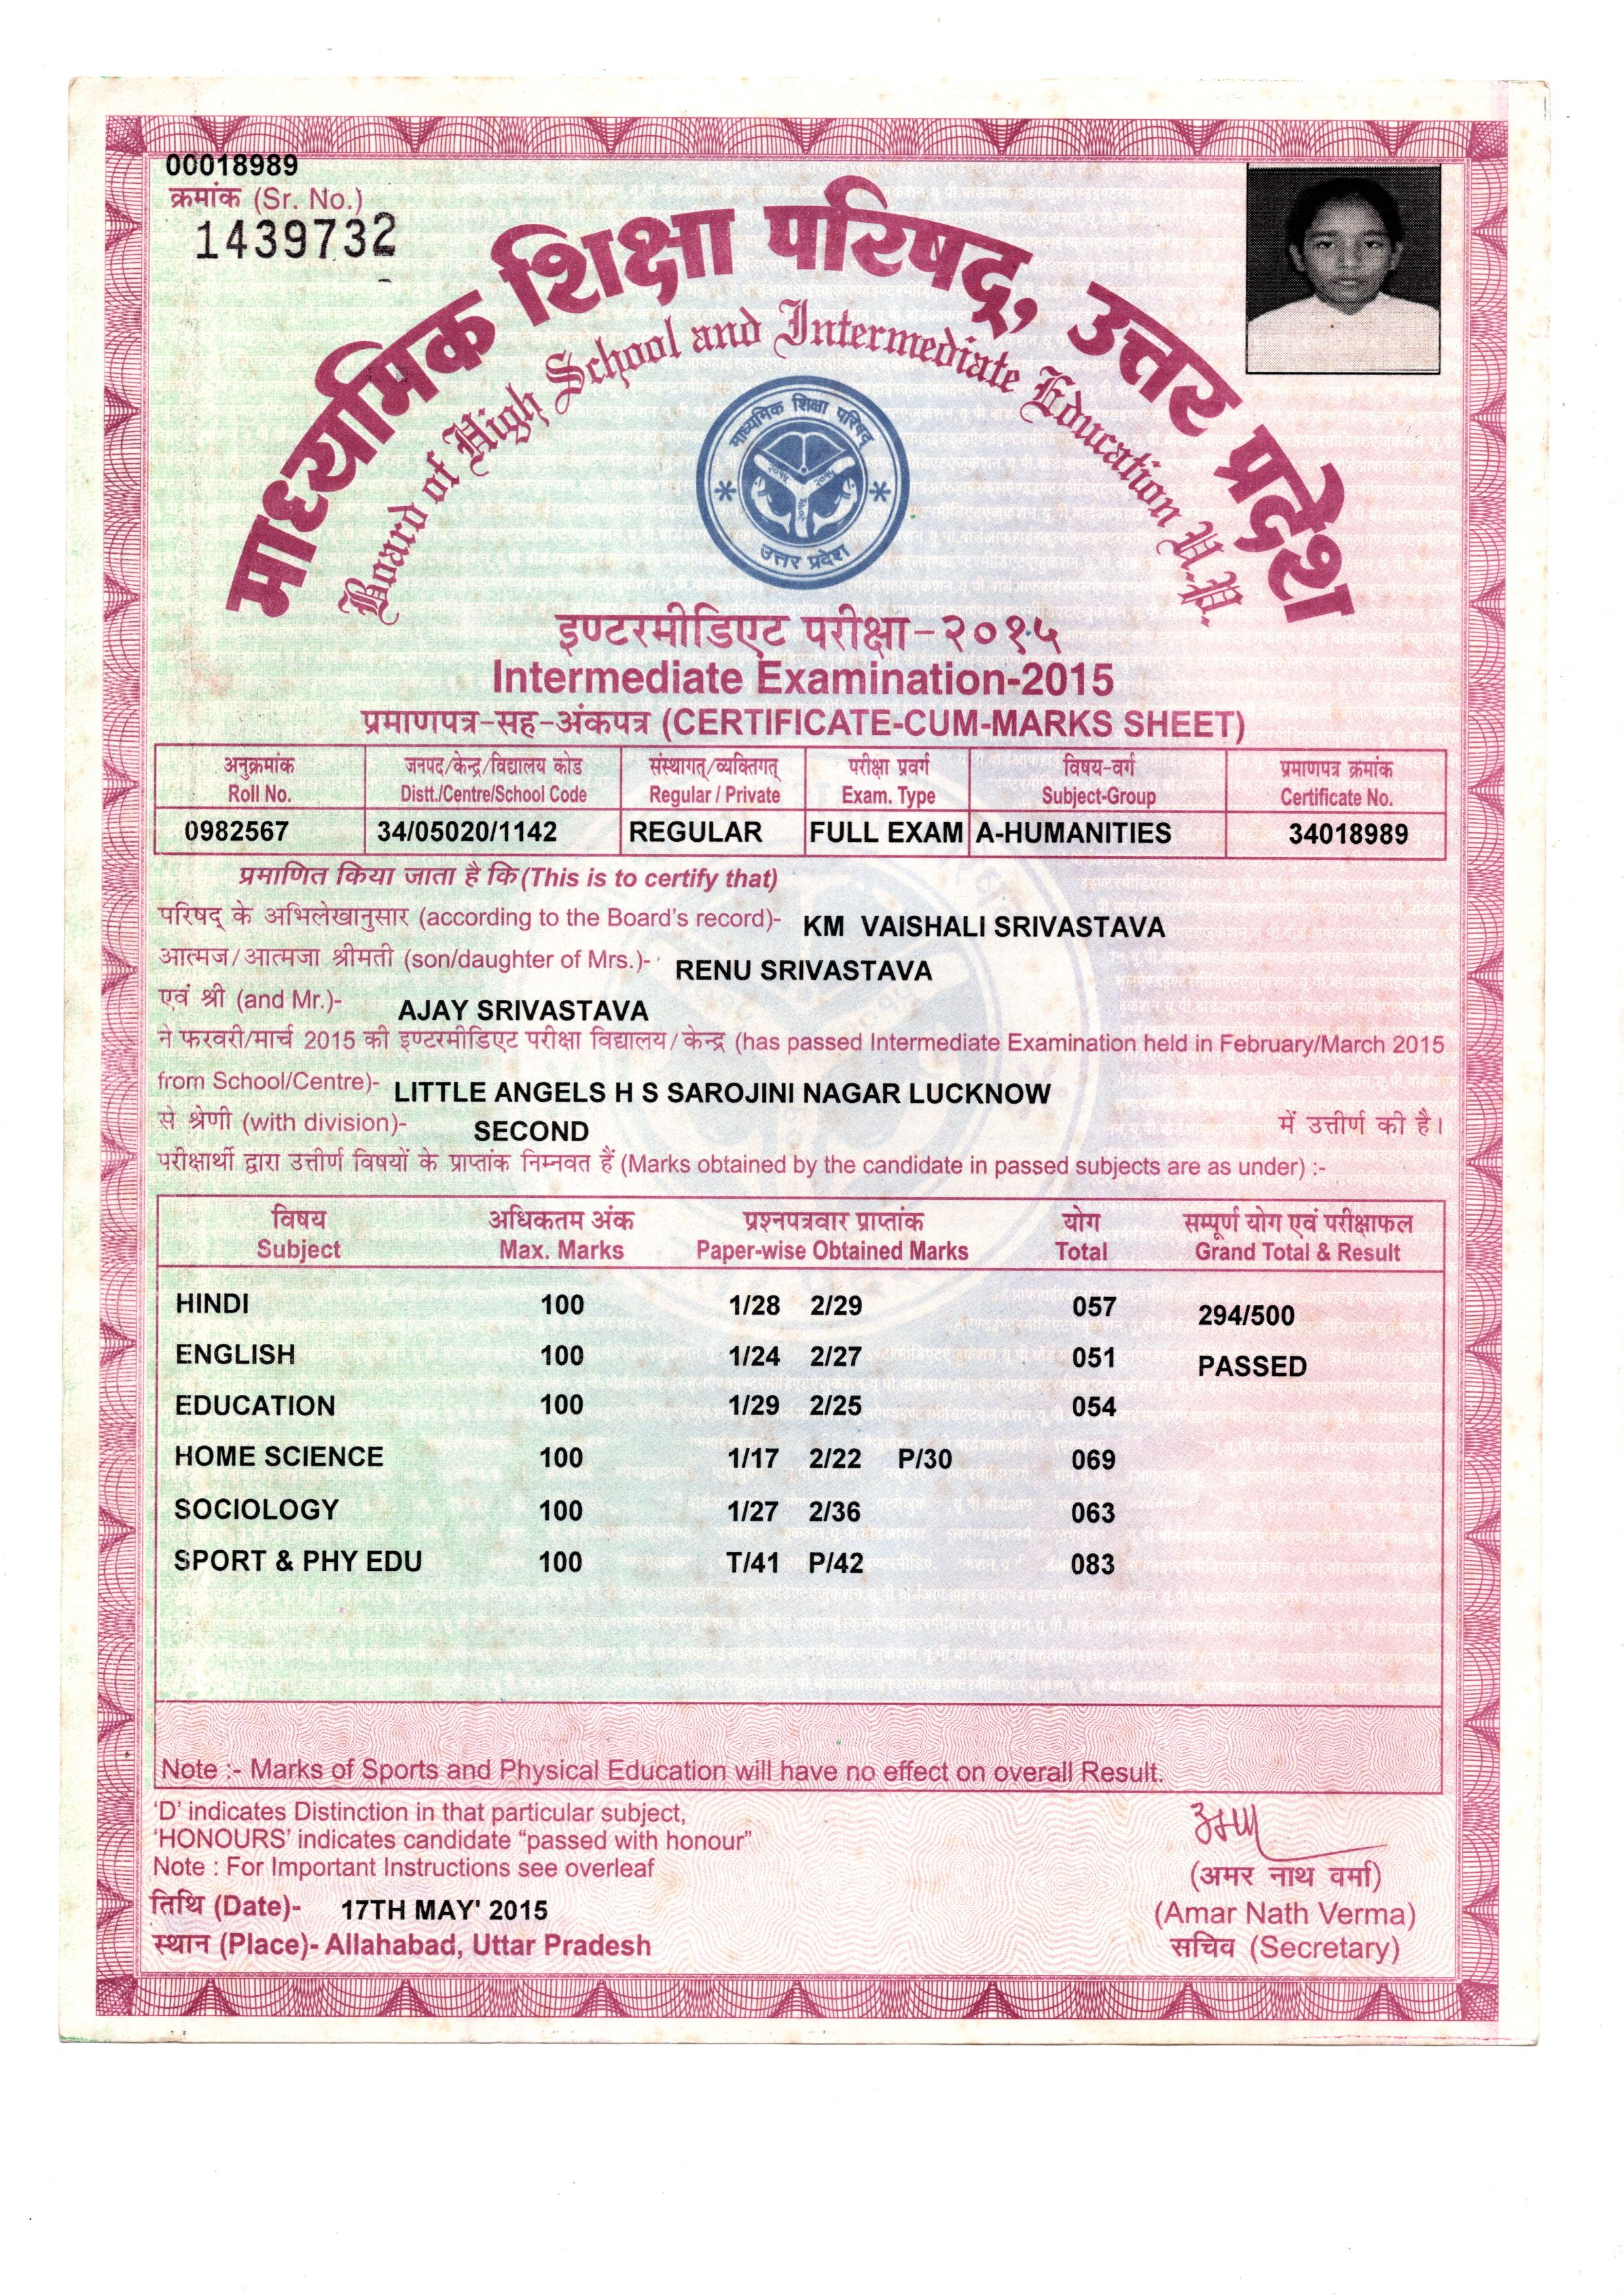 00018989
क्रमांक (Sr. No.)
1439732
माध्यमिक शिक्षा परिषद्, उत्तर प्रदेश
Board of High School and Intermediate Education U.P.
माध्यमिक शिक्षा परिषद्
उत्तर प्रदेश
इण्टरमीडिएट परीक्षा-२०१५
Intermediate Examination-2015
प्रमाणपत्र-सह-अंकपत्र (CERTIFICATE-CUM-MARKS SHEET)
अनुक्रमांक जनपद/केन्द्र/विद्यालय कोड संस्थागत्/व्यक्तिगत् परीक्षा प्रवर्ग विषय-वर्ग प्रमाणपत्र क्रमांक
Roll No. Distt./Centre/School Code Regular / Private Exam. Type Subject-Group Certificate No.
0982567 34/05020/1142 REGULAR FULL EXAM A-HUMANITIES 34018989
प्रमाणित किया जाता है कि (This is to certify that)
परिषद् के अभिलेखानुसार (according to the Board's record)- KM VAISHALI SRIVASTAVA
आत्मज/आत्मजा श्रीमती (son/daughter of Mrs.)- RENU SRIVASTAVA
एवं श्री (and Mr.)- AJAY SRIVASTAVA
ने फरवरी/मार्च 2015 की इण्टरमीडिएट परीक्षा विद्यालय/केन्द्र (has passed Intermediate Examination held in February/March 2015
from School/Centre)- LITTLE ANGELS H S SAROJINI NAGAR LUCKNOW
से श्रेणी (with division)- SECOND में उत्तीर्ण की है।
परीक्षार्थी द्वारा उत्तीर्ण विषयों के प्राप्तांक निम्नवत हैं (Marks obtained by the candidate in passed subjects are as under) :-
विषय अधिकतम अंक प्रश्नपत्रवार प्राप्तांक योग सम्पूर्ण योग एवं परीक्षाफल
Subject Max. Marks Paper-wise Obtained Marks Total Grand Total & Result
HINDI 100 1/28 2/29 057 294/500
ENGLISH 100 1/24 2/27 051 PASSED
EDUCATION 100 1/29 2/25 054
HOME SCIENCE 100 1/17 2/22 P/30 069
SOCIOLOGY 100 1/27 2/36 063
SPORT & PHY EDU 100 T/41 P/42 083
Note :- Marks of Sports and Physical Education will have no effect on overall Result.
'D' indicates Distinction in that particular subject,
'HONOURS' indicates candidate "passed with honour"
Note : For Important Instructions see overleaf
तिथि (Date)- 17TH MAY' 2015
स्थान (Place)- Allahabad, Uttar Pradesh
(अमर नाथ वर्मा)
(Amar Nath Verma)
सचिव (Secretary)